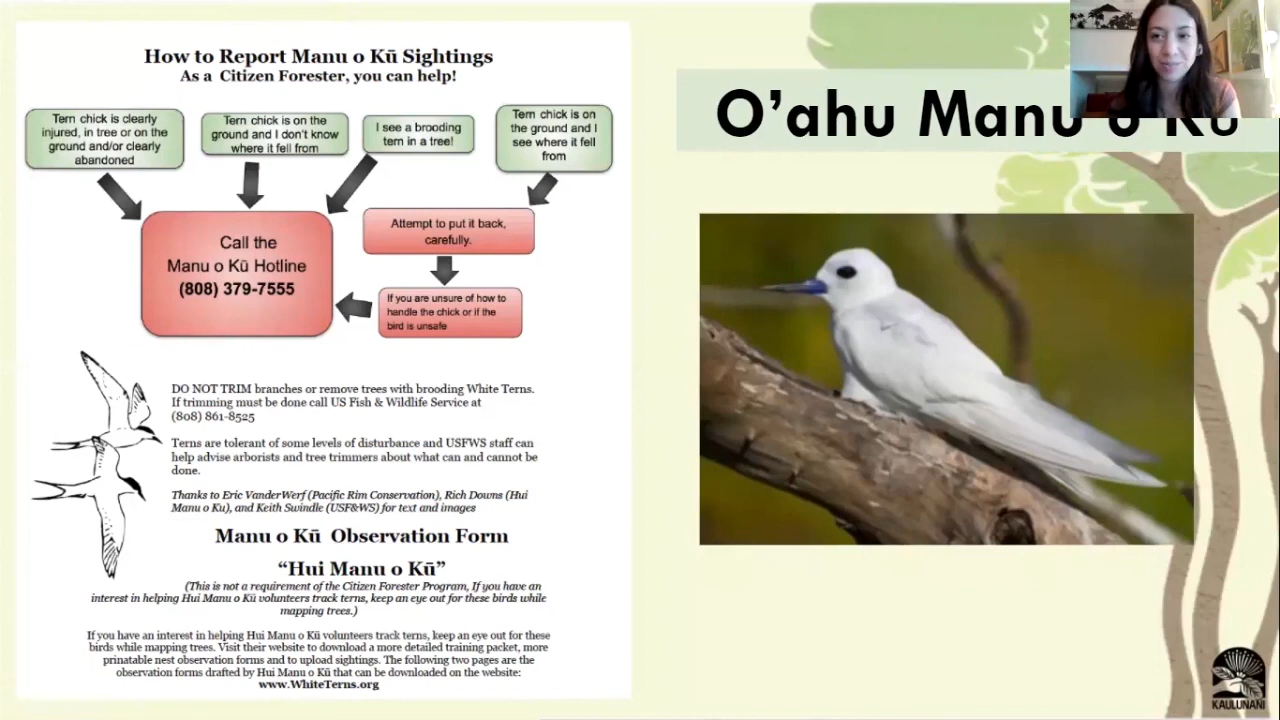 How to Report Manu o Kū Sightings
As a Citizen Forester, you can help!
Tern chick is clearly
injured, in tree or on the
ground and/or clearly
abandoned
Tern chick is on the
ground and I don't know
where it fell from
I see a brooding
tern in a tree!
Tern chick is on
the ground and I
see where it fell
from
Call the
Manu o Kū Hotline
(808) 379-7555
Attempt to put it back,
carefully.
If you are unsure of how to
handle the chick or if the
bird is unsafe
DO NOT TRIM branches or remove trees with brooding White Terns.
If trimming must be done call US Fish & Wildlife Service at
(808) 861-8525
Terns are tolerant of some levels of disturbance and USFWS staff can
help advise arborists and tree trimmers about what can and cannot be
done.
Thanks to Eric VanderWerf (Pacific Rim Conservation), Rich Downs (Hui
Manu o Ku), and Keith Swindle (USF&WS) for text and images
Manu o Kū Observation Form
“Hui Manu o Kū”
(This is not a requirement of the Citizen Forester Program, If you have an
interest in helping Hui Manu o Kū volunteers track terns, keep an eye out for these birds while
mapping trees.)
If you have an interest in helping Hui Manu o Kū volunteers track terns, keep an eye out for these
birds while mapping trees. Visit their website to download a more detailed training packet, more
prinatable nest observation forms and to upload sightings. The following two pages are the
observation forms drafted by Hui Manu o Kū that can be downloaded on the website:
www.WhiteTerns.org
O’ahu Manu o Kū
KAULUNANI